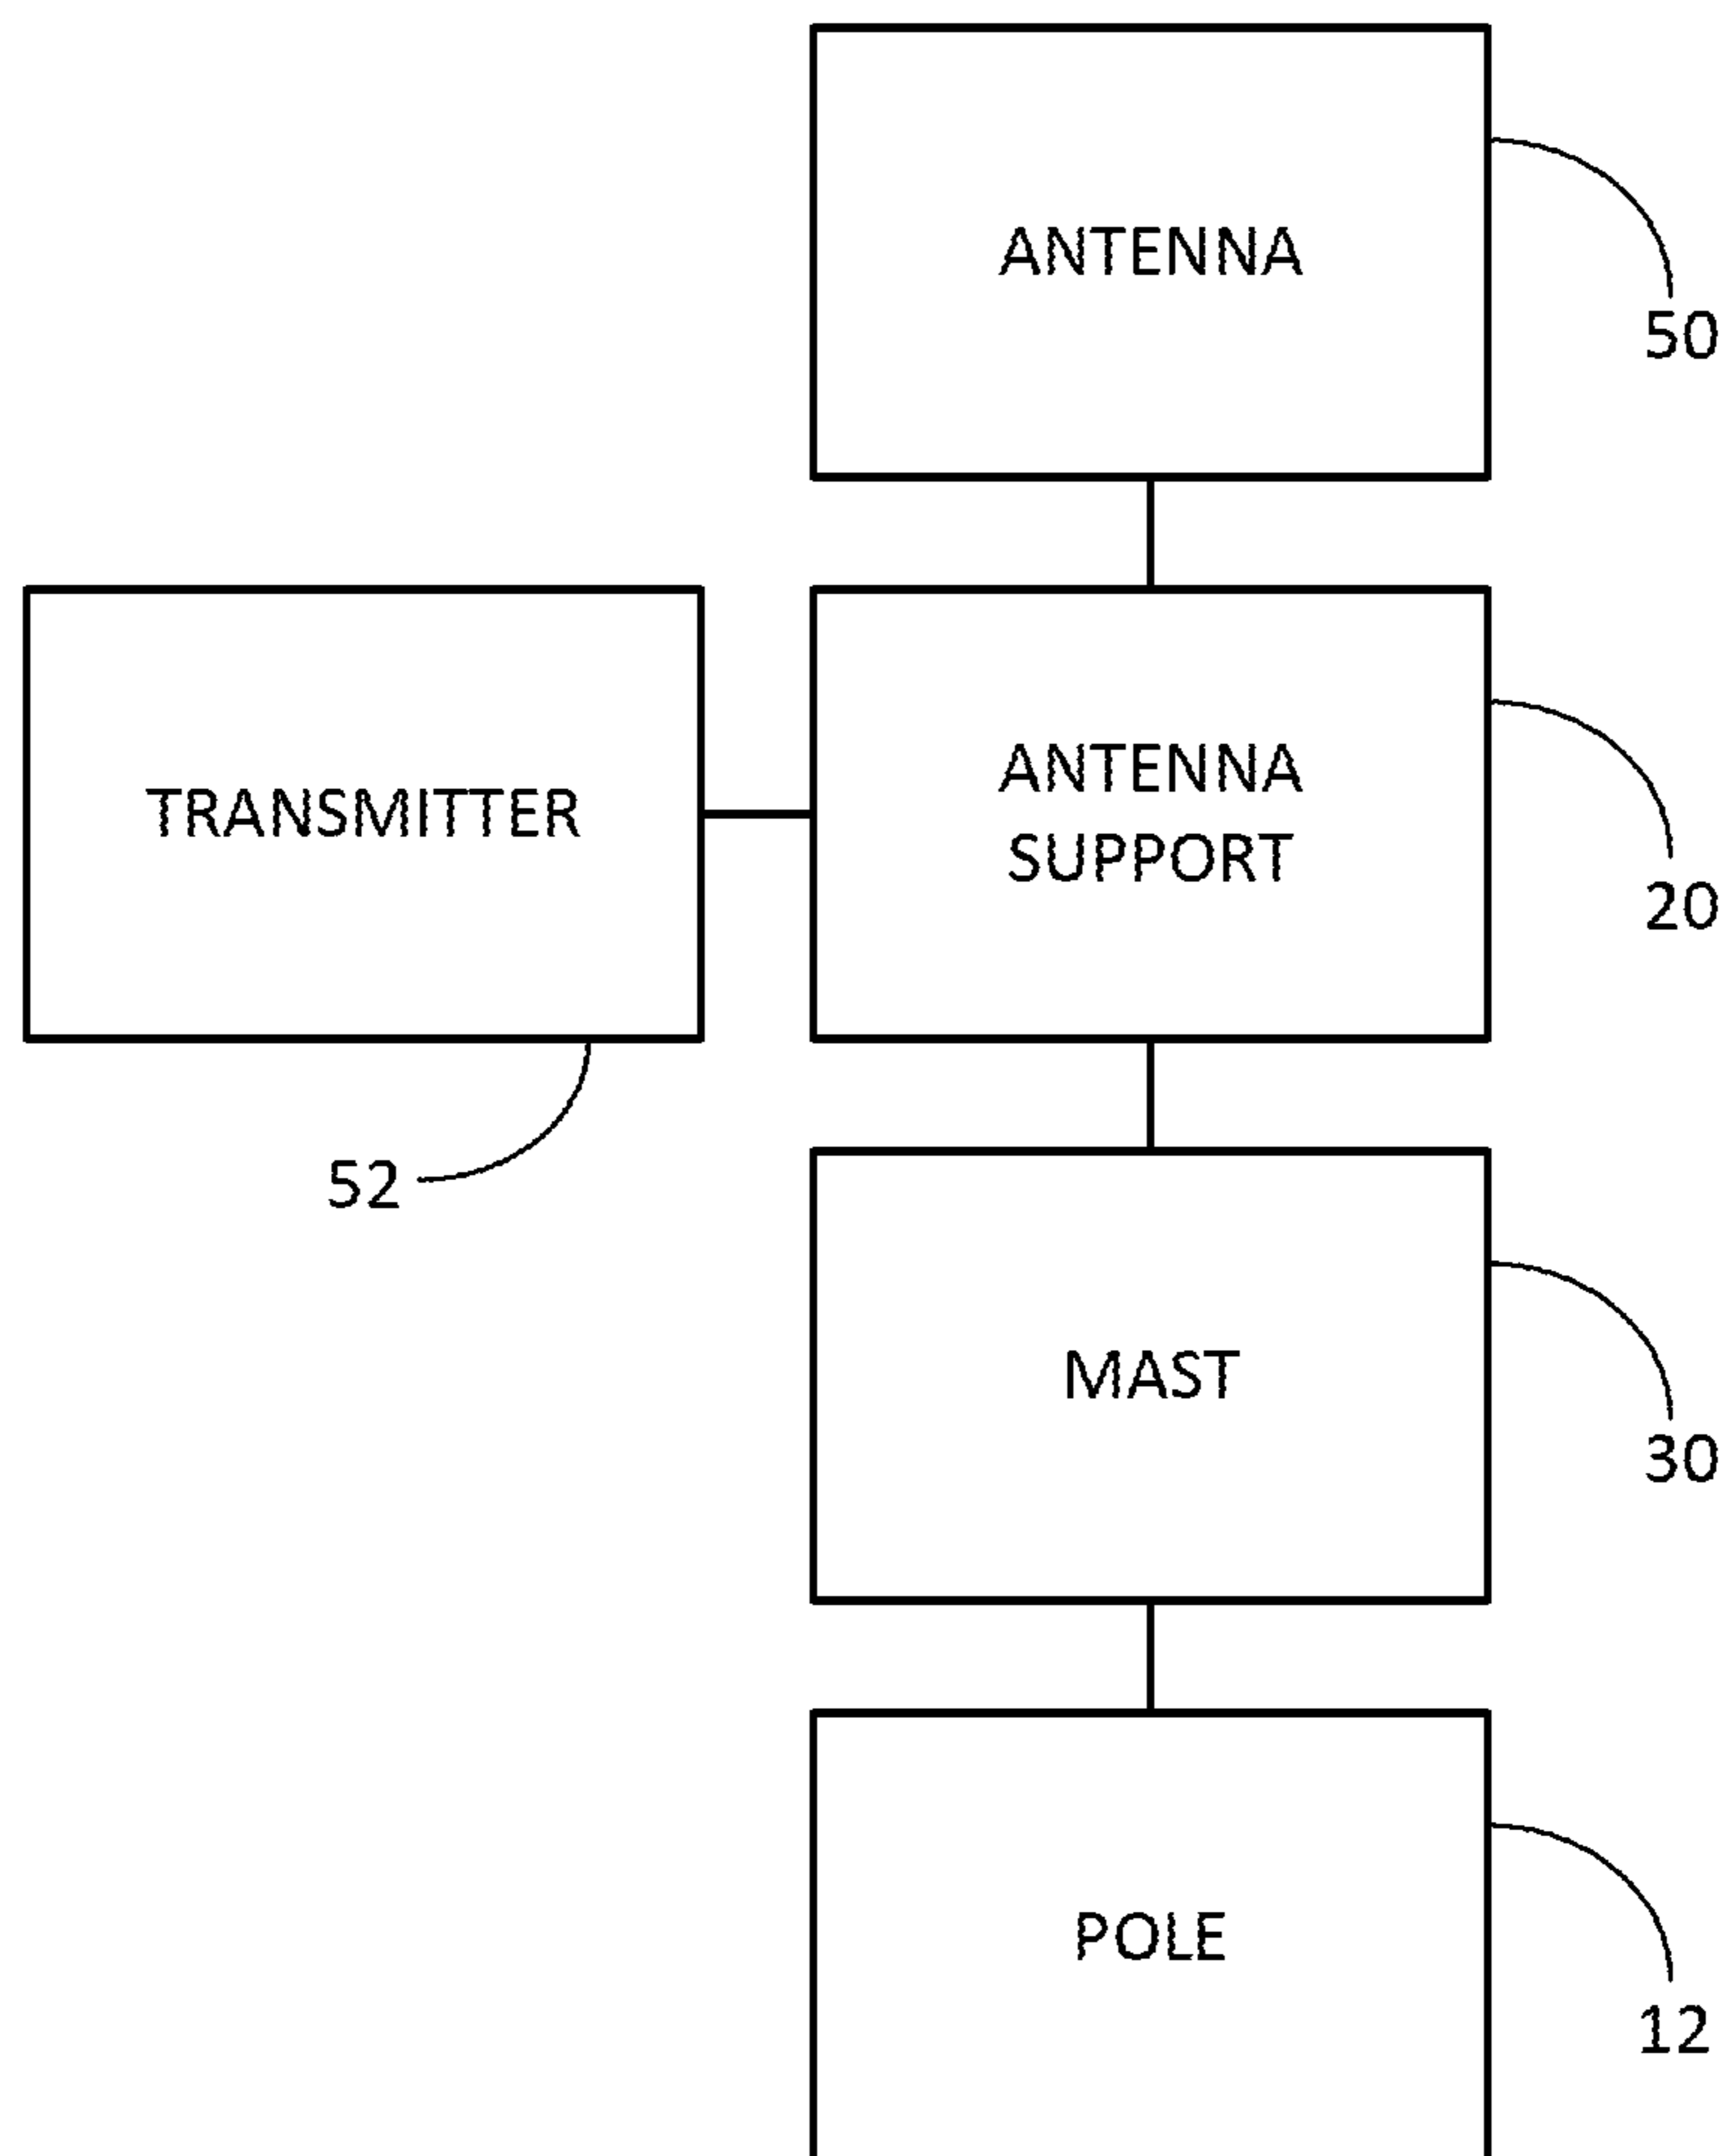 ANTENNA
50
TRANSMITTER
ANTENNA
SUPPORT
20
52
MAST
30
POLE
12